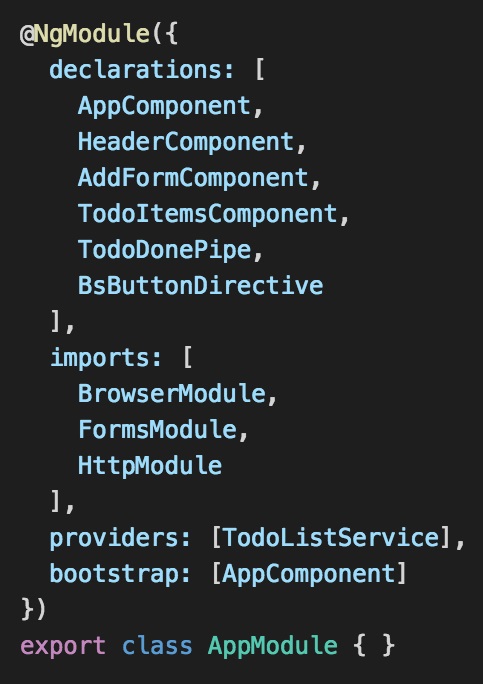 @NgModule({
  declarations: [
    AppComponent,
    HeaderComponent,
    AddFormComponent,
    TodoItemsComponent,
    TodoDonePipe,
    BsButtonDirective
  ],
  imports: [
    BrowserModule,
    FormsModule,
    HttpModule
  ],
  providers: [TodoListService],
  bootstrap: [AppComponent]
})
export class AppModule { }